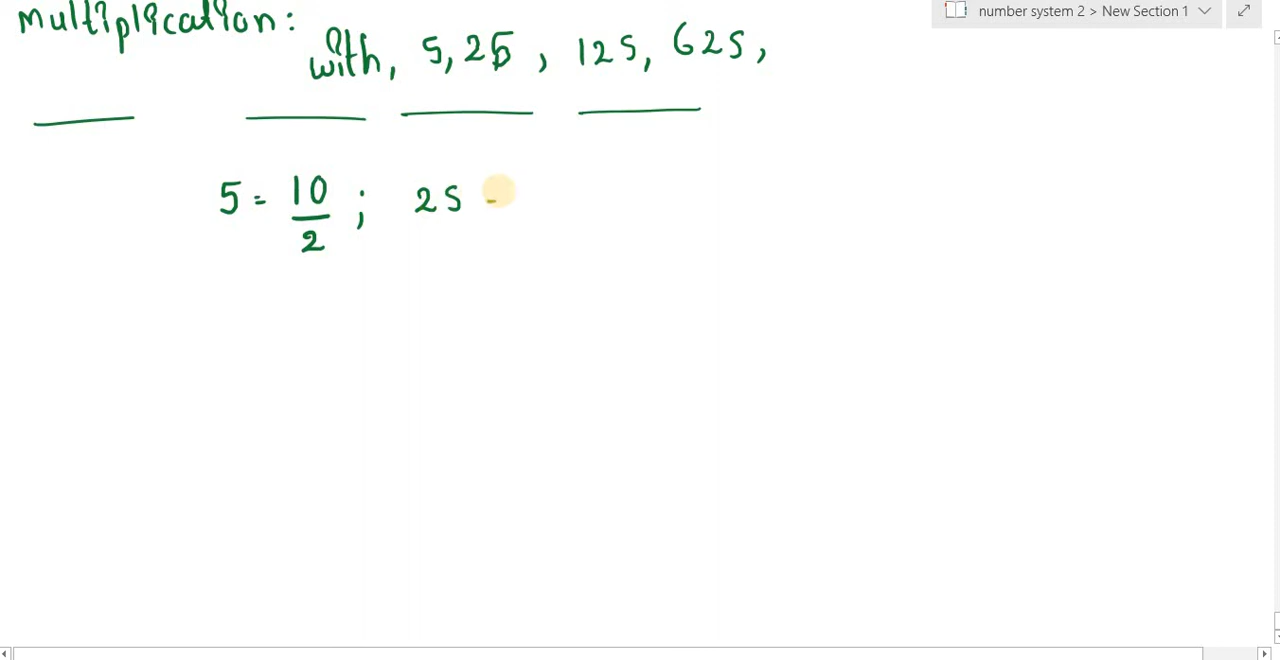 number system 2 > New Section 1
Multiplication:
with, 5, 25, 125, 625,
5 = 10/2 ; 25 -